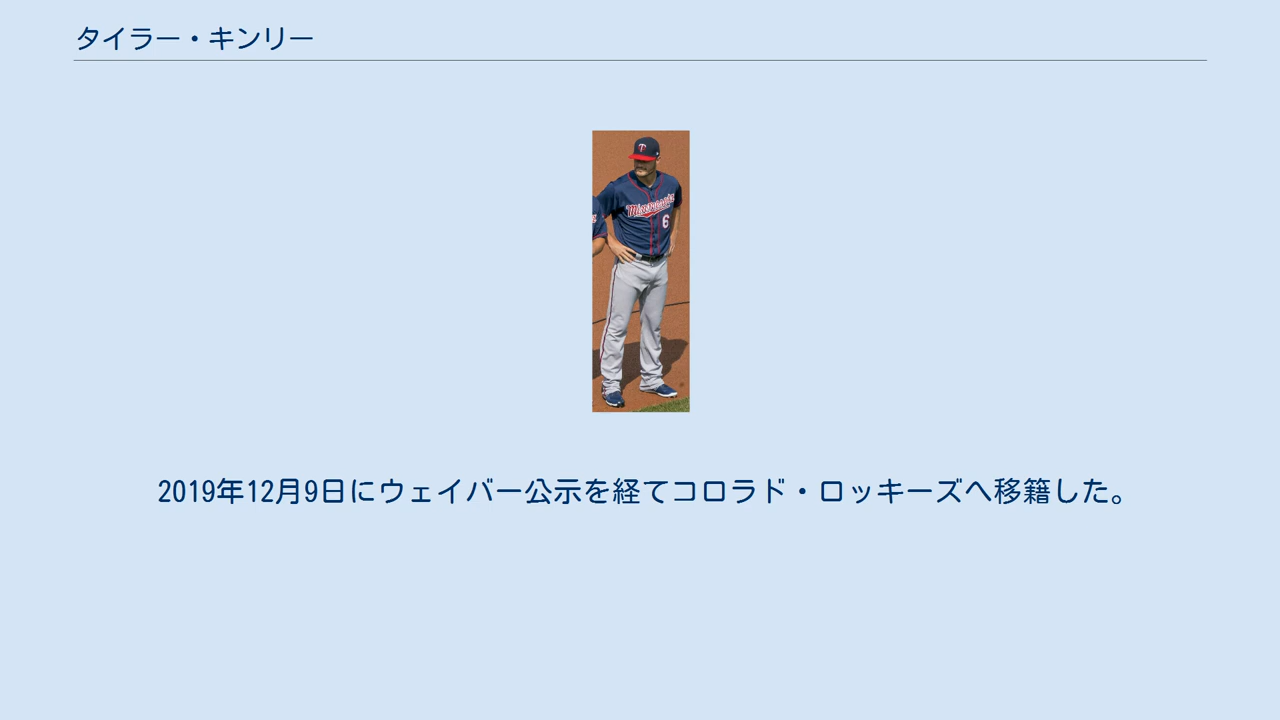 タイラー・キンリー
Minnesota
6
2019年12月9日にウェイバー公示を経てコロラド・ロッキーズへ移籍した。